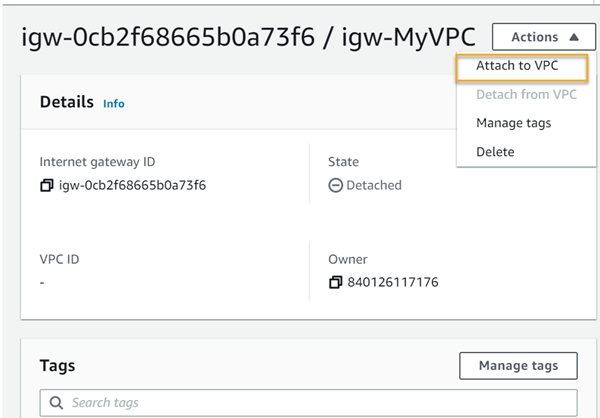 igw-0cb2f68665b0a73f6 / igw-MyVPC
Actions
Attach to VPC
Detach from VPC
Manage tags
Delete
Details Info
Internet gateway ID
igw-0cb2f68665b0a73f6
State
Detached
VPC ID
-
Owner
840126117176
Tags
Manage tags
Search tags